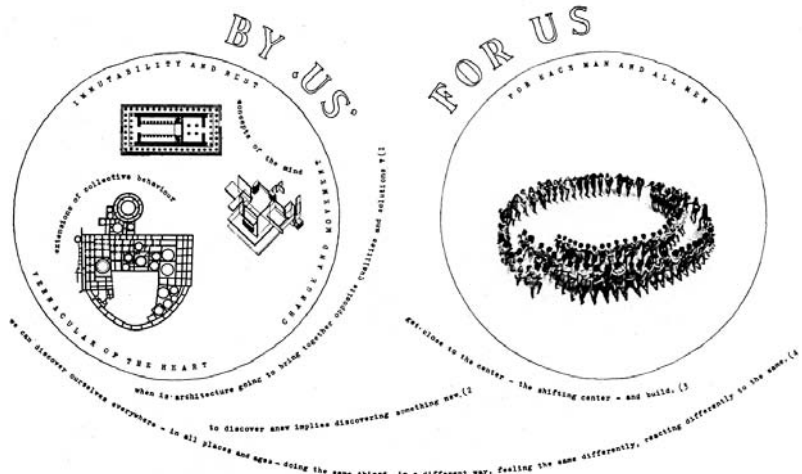 BY 'US'
FOR US
IMMUTABILITY AND REST
CHANGE AND MOVEMENT
VERNACULAR OF THE HEART
concepts of the mind
extensions of collective behaviour
FOR EACH MAN AND ALL MEN
when is architecture going to bring together opposite qualities and solutions ?(1
to discover anew implies discovering something new.(2
get close to the center - the shifting center - and build. (3
we can discover ourselves everywhere - in all places and ages - doing the same things in a different way, feeling the same differently, reacting differently to the same.(4